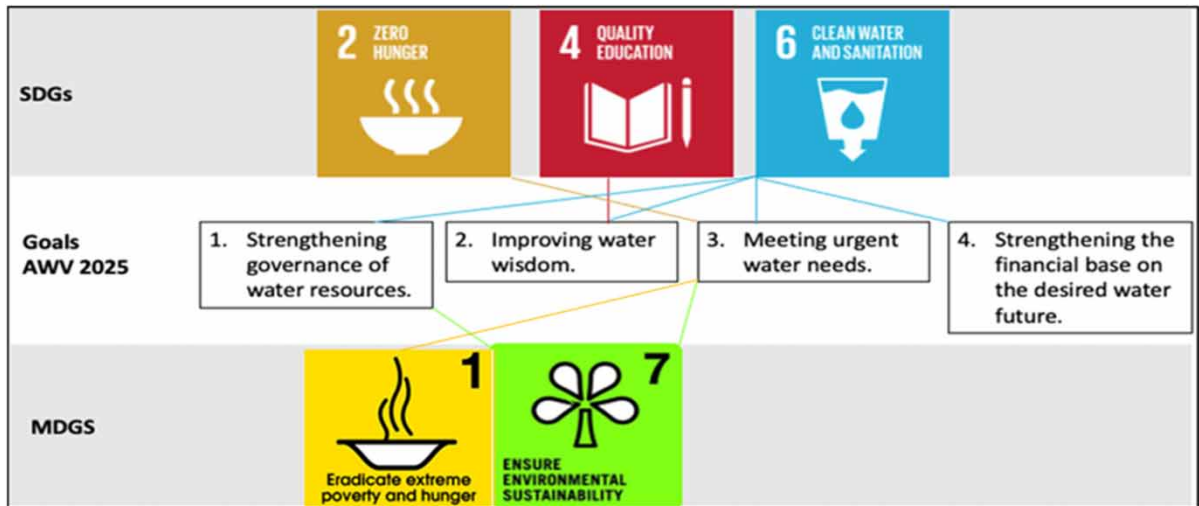 2 ZERO
HUNGER
4 QUALITY
EDUCATION
6 CLEAN WATER
AND SANITATION
SDGs
Goals
AWV 2025
1. Strengthening
governance of
water resources.
2. Improving water
wisdom.
3. Meeting urgent
water needs.
4. Strengthening the
financial base on
the desired water
future.
MDGS
1
Eradicate extreme
poverty and hunger
7
ENSURE
ENVIRONMENTAL
SUSTAINABILITY